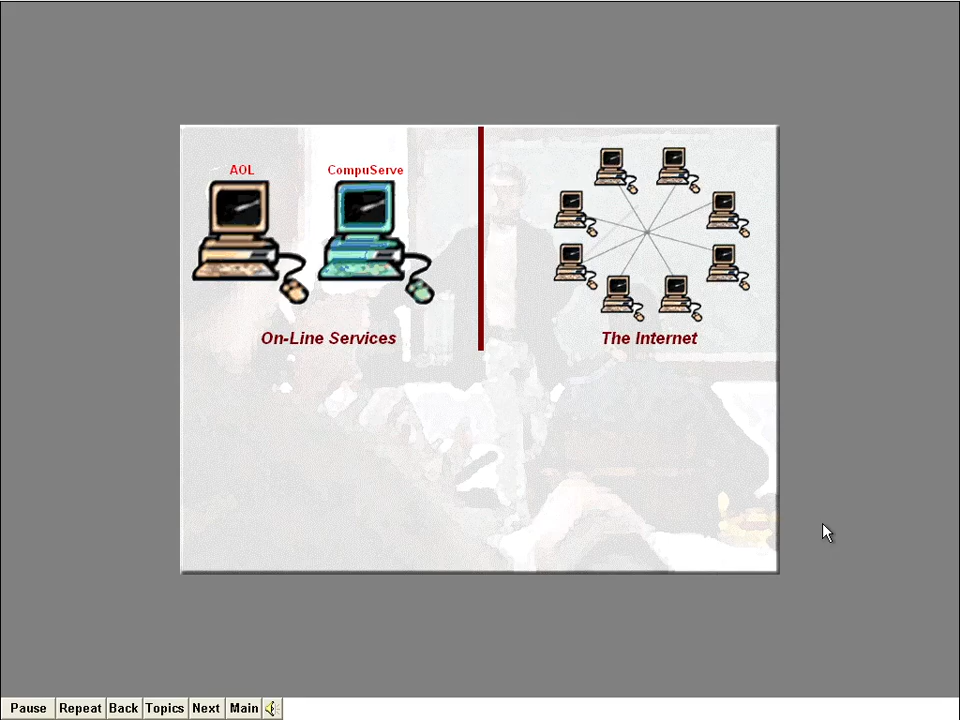 AOL CompuServe
On-Line Services The Internet
Pause Repeat Back Topics Next Main